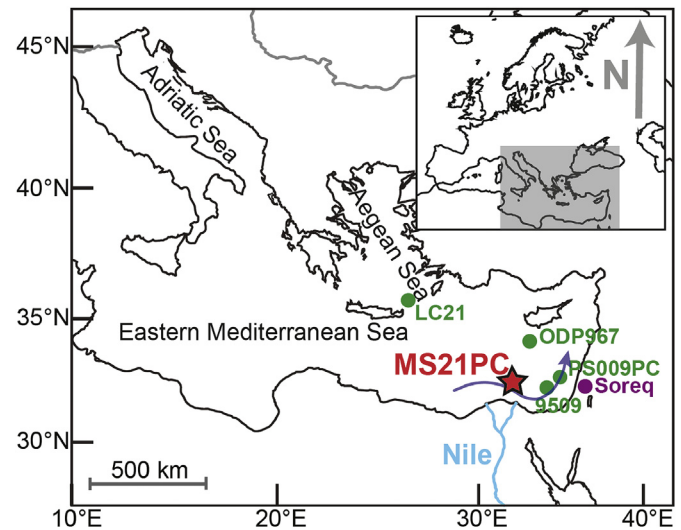 45°N
40°N
35°N
30°N
10°E
20°E
30°E
40°E
N
Adriatic Sea
Aegean Sea
LC21
Eastern Mediterranean Sea
ODP967
MS21PC
PS009PC
Soreq
9509
Nile
500 km